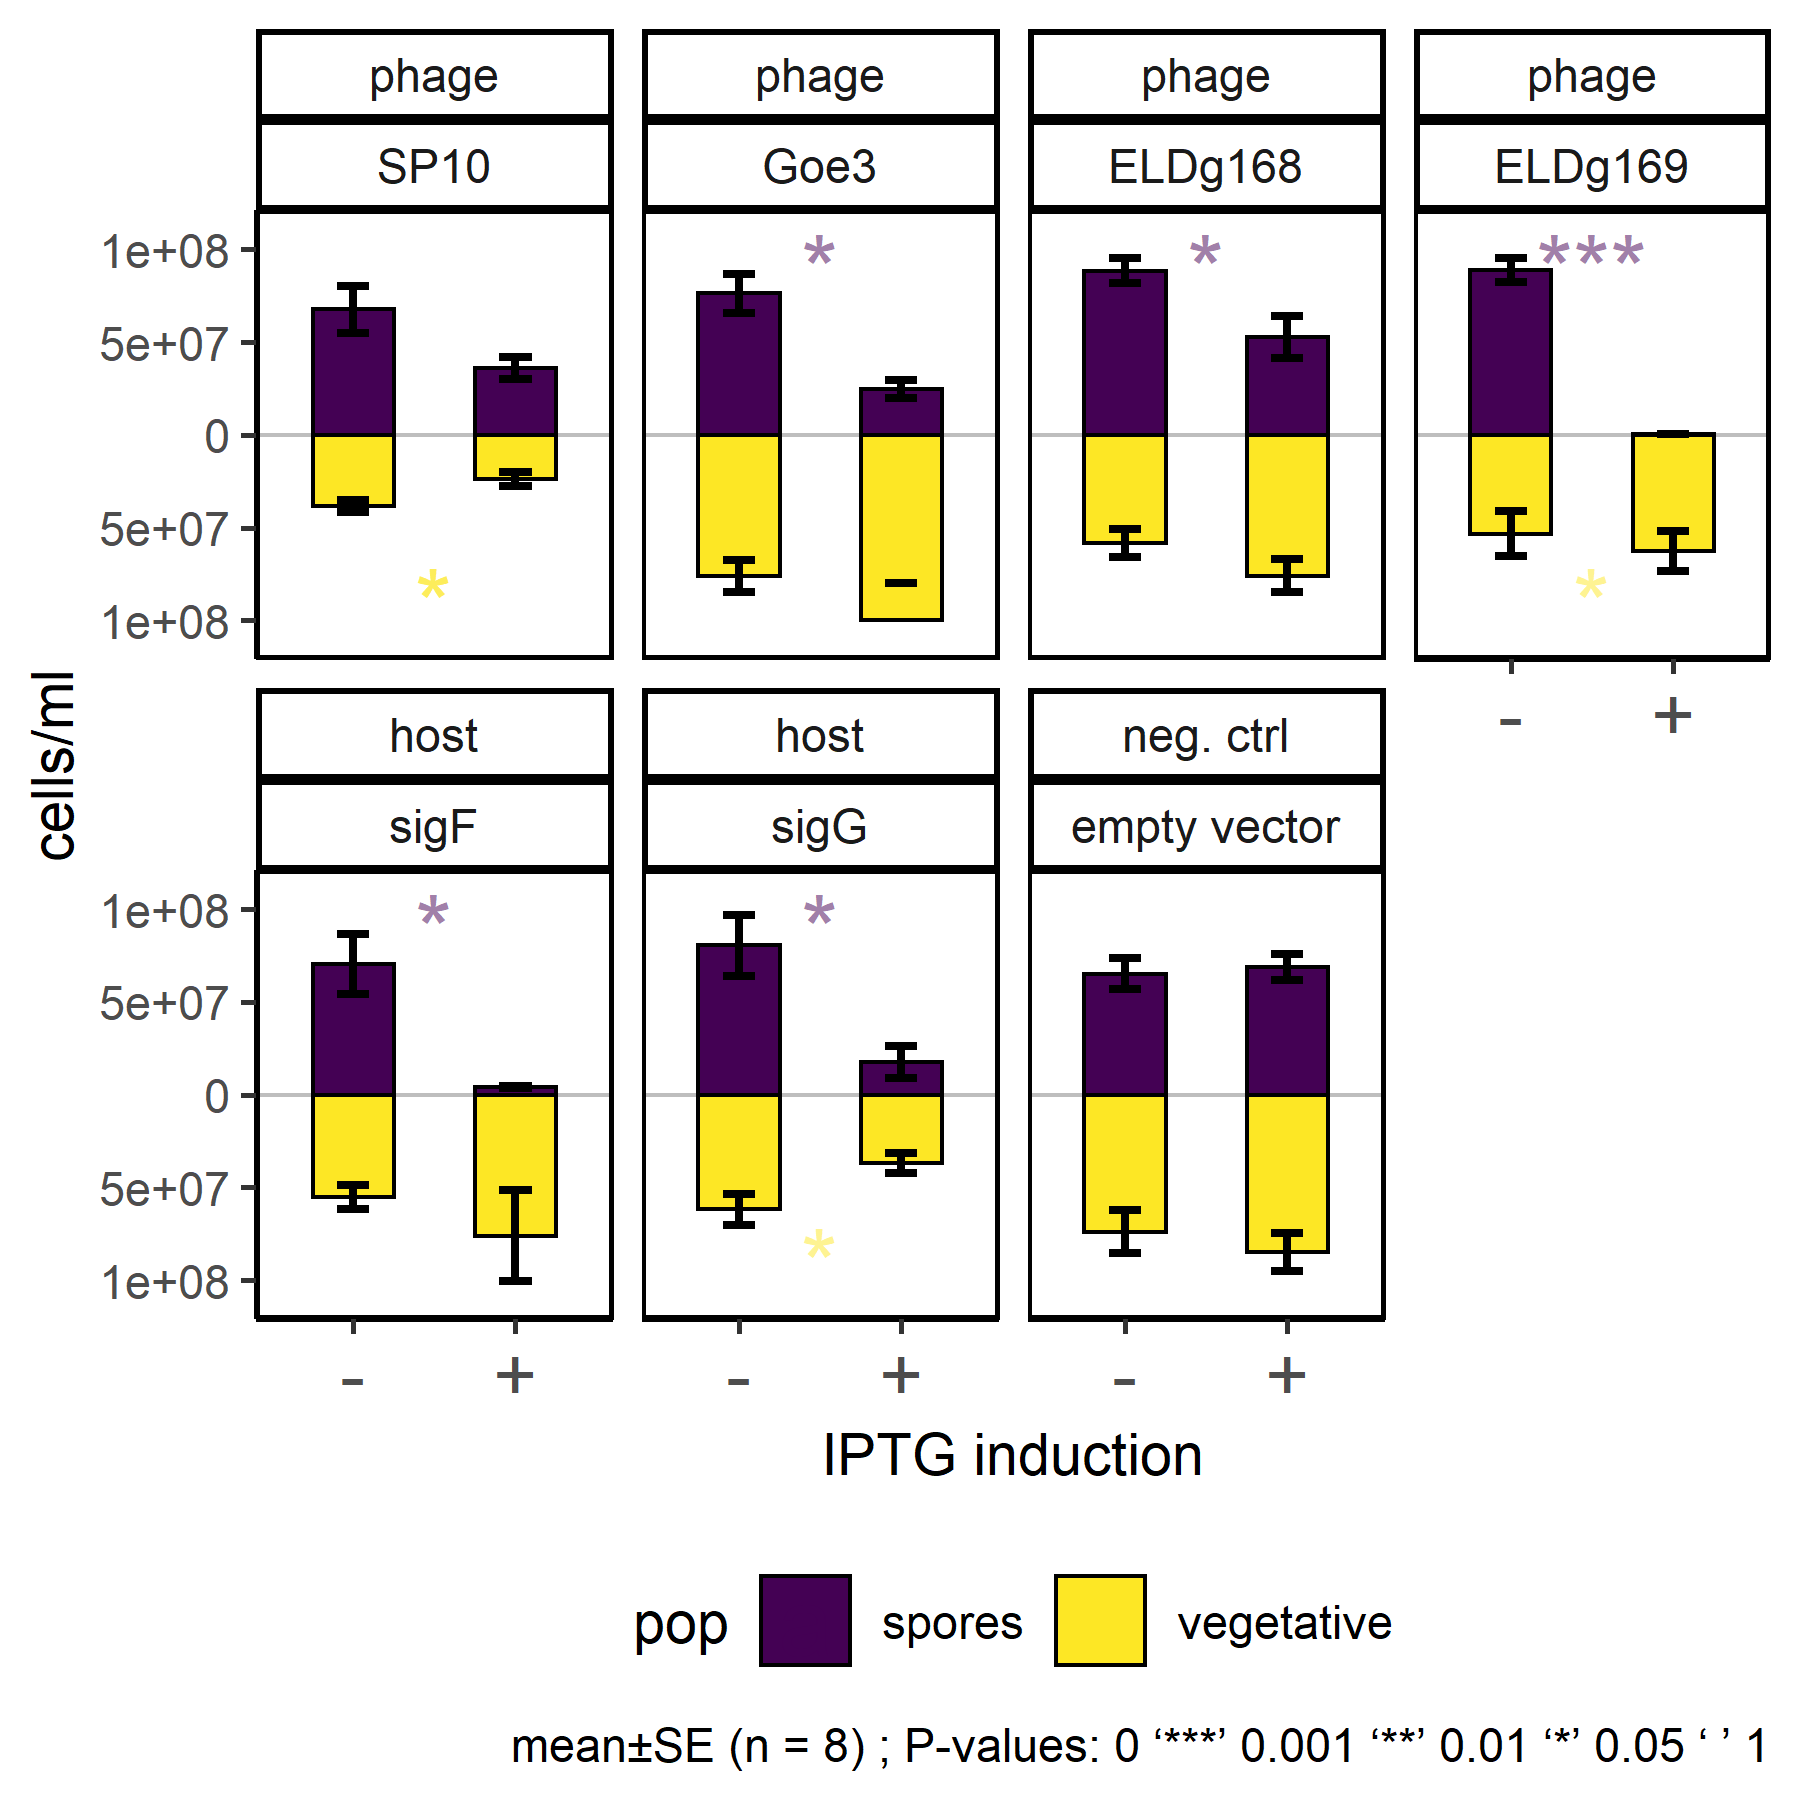 phage phage phage phage
SP10 Goe3 ELDg168 ELDg169
1e+08 * * ***
5e+07
0
5e+07
* *
1e+08
- +
cells/ml
host host neg. ctrl
sigF sigG empty vector
1e+08 * *
5e+07
0
5e+07
*
1e+08
- + - + - +
IPTG induction
pop spores vegetative
mean±SE (n = 8) ; P-values: 0 ‘***’ 0.001 ‘**’ 0.01 ‘*’ 0.05 ‘ ’ 1